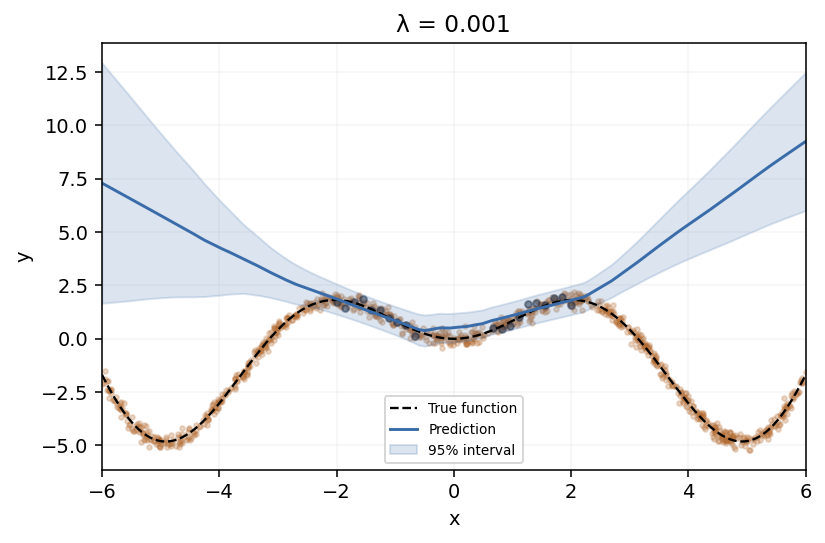 λ = 0.001
12.5
10.0
7.5
5.0
2.5
0.0
−2.5
−5.0
y
True function
Prediction
95% interval
−6
−4
−2
0
2
4
6
x